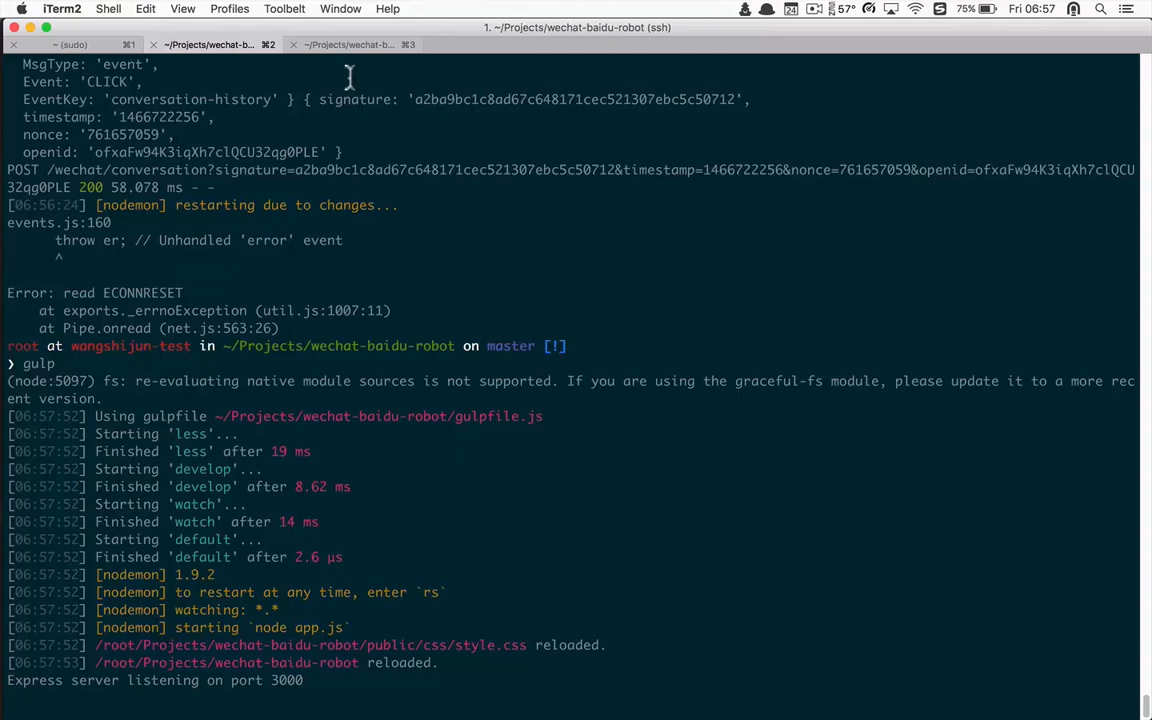 iTerm2 Shell Edit View Profiles Toolbelt Window Help 24 57° 75% Fri 06:57
1. ~/Projects/wechat-baidu-robot (ssh)
~ (sudo) ⌘1 ~/Projects/wechat-b... ⌘2 ~/Projects/wechat-b... ⌘3
MsgType: 'event',
Event: 'CLICK',
EventKey: 'conversation-history' } { signature: 'a2ba9bc1c8ad67c648171cec521307ebc5c50712',
timestamp: '1466722256',
nonce: '761657059',
openid: 'ofxaFw94K3iqXh7clQCU32qg0PLE' }
POST /wechat/conversation?signature=a2ba9bc1c8ad67c648171cec521307ebc5c50712&timestamp=1466722256&nonce=761657059&openid=ofxaFw94K3iqXh7clQCU
32qg0PLE 200 58.078 ms - -
[06:56:24] [nodemon] restarting due to changes...
events.js:160
throw er; // Unhandled 'error' event
^
Error: read ECONNRESET
at exports._errnoException (util.js:1007:11)
at Pipe.onread (net.js:563:26)
root at wangshijun-test in ~/Projects/wechat-baidu-robot on master [!]
❯ gulp
(node:5097) fs: re-evaluating native module sources is not supported. If you are using the graceful-fs module, please update it to a more rec
ent version.
[06:57:52] Using gulpfile ~/Projects/wechat-baidu-robot/gulpfile.js
[06:57:52] Starting 'less'...
[06:57:52] Finished 'less' after 19 ms
[06:57:52] Starting 'develop'...
[06:57:52] Finished 'develop' after 8.62 ms
[06:57:52] Starting 'watch'...
[06:57:52] Finished 'watch' after 14 ms
[06:57:52] Starting 'default'...
[06:57:52] Finished 'default' after 2.6 μs
[06:57:52] [nodemon] 1.9.2
[06:57:52] [nodemon] to restart at any time, enter `rs`
[06:57:52] [nodemon] watching: *.*
[06:57:52] [nodemon] starting `node app.js`
[06:57:52] /root/Projects/wechat-baidu-robot/public/css/style.css reloaded.
[06:57:53] /root/Projects/wechat-baidu-robot reloaded.
Express server listening on port 3000